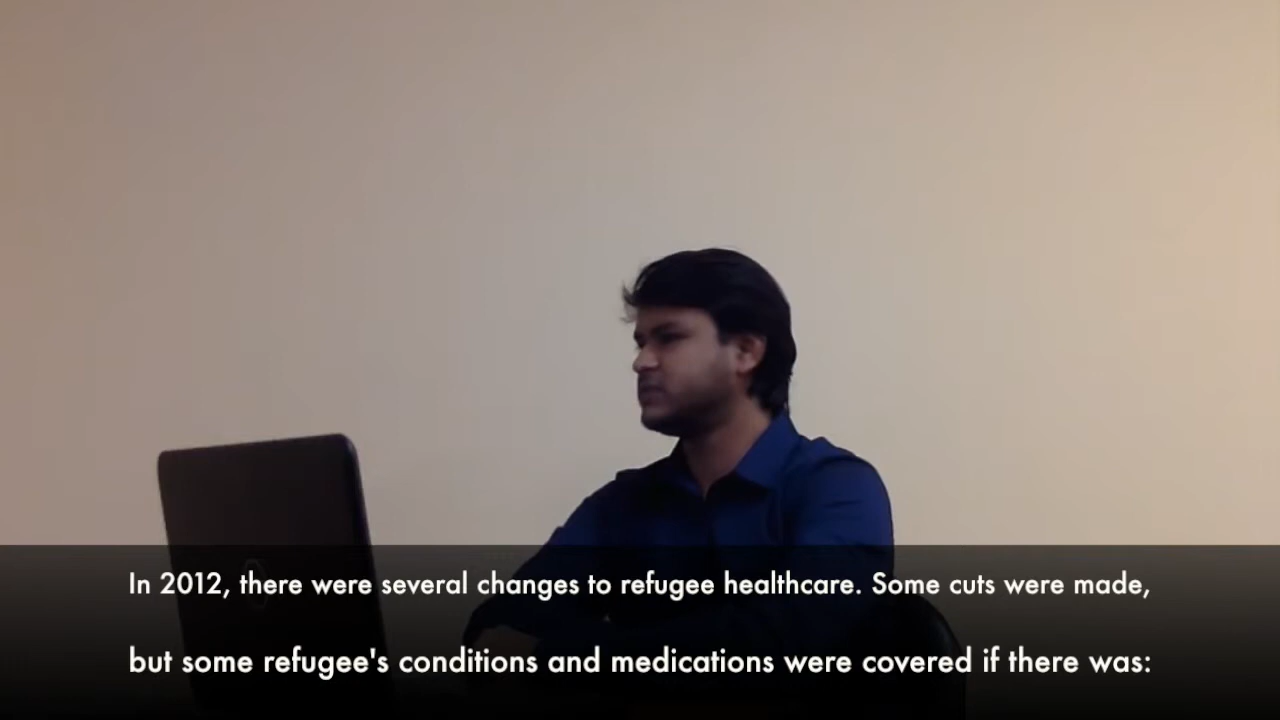 In 2012, there were several changes to refugee healthcare. Some cuts were made,
but some refugee's conditions and medications were covered if there was: